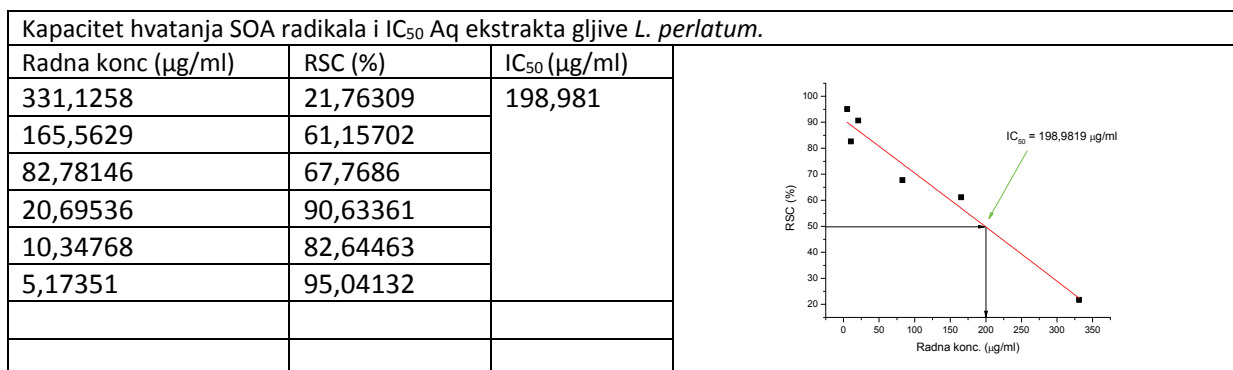 Kapacitet hvatanja SOA radikala i IC50 Aq ekstrakta gljive L. perlatum.
Radna konc (µg/ml) RSC (%) IC50 (µg/ml)
331,1258 21,76309 198,981
165,5629 61,15702
82,78146 67,7686
20,69536 90,63361
10,34768 82,64463
5,17351 95,04132
100
90
80
70
60
50
40
30
20
RSC (%)
IC50 = 198,9819 µg/ml
0 50 100 150 200 250 300 350
Radna konc. (µg/ml)